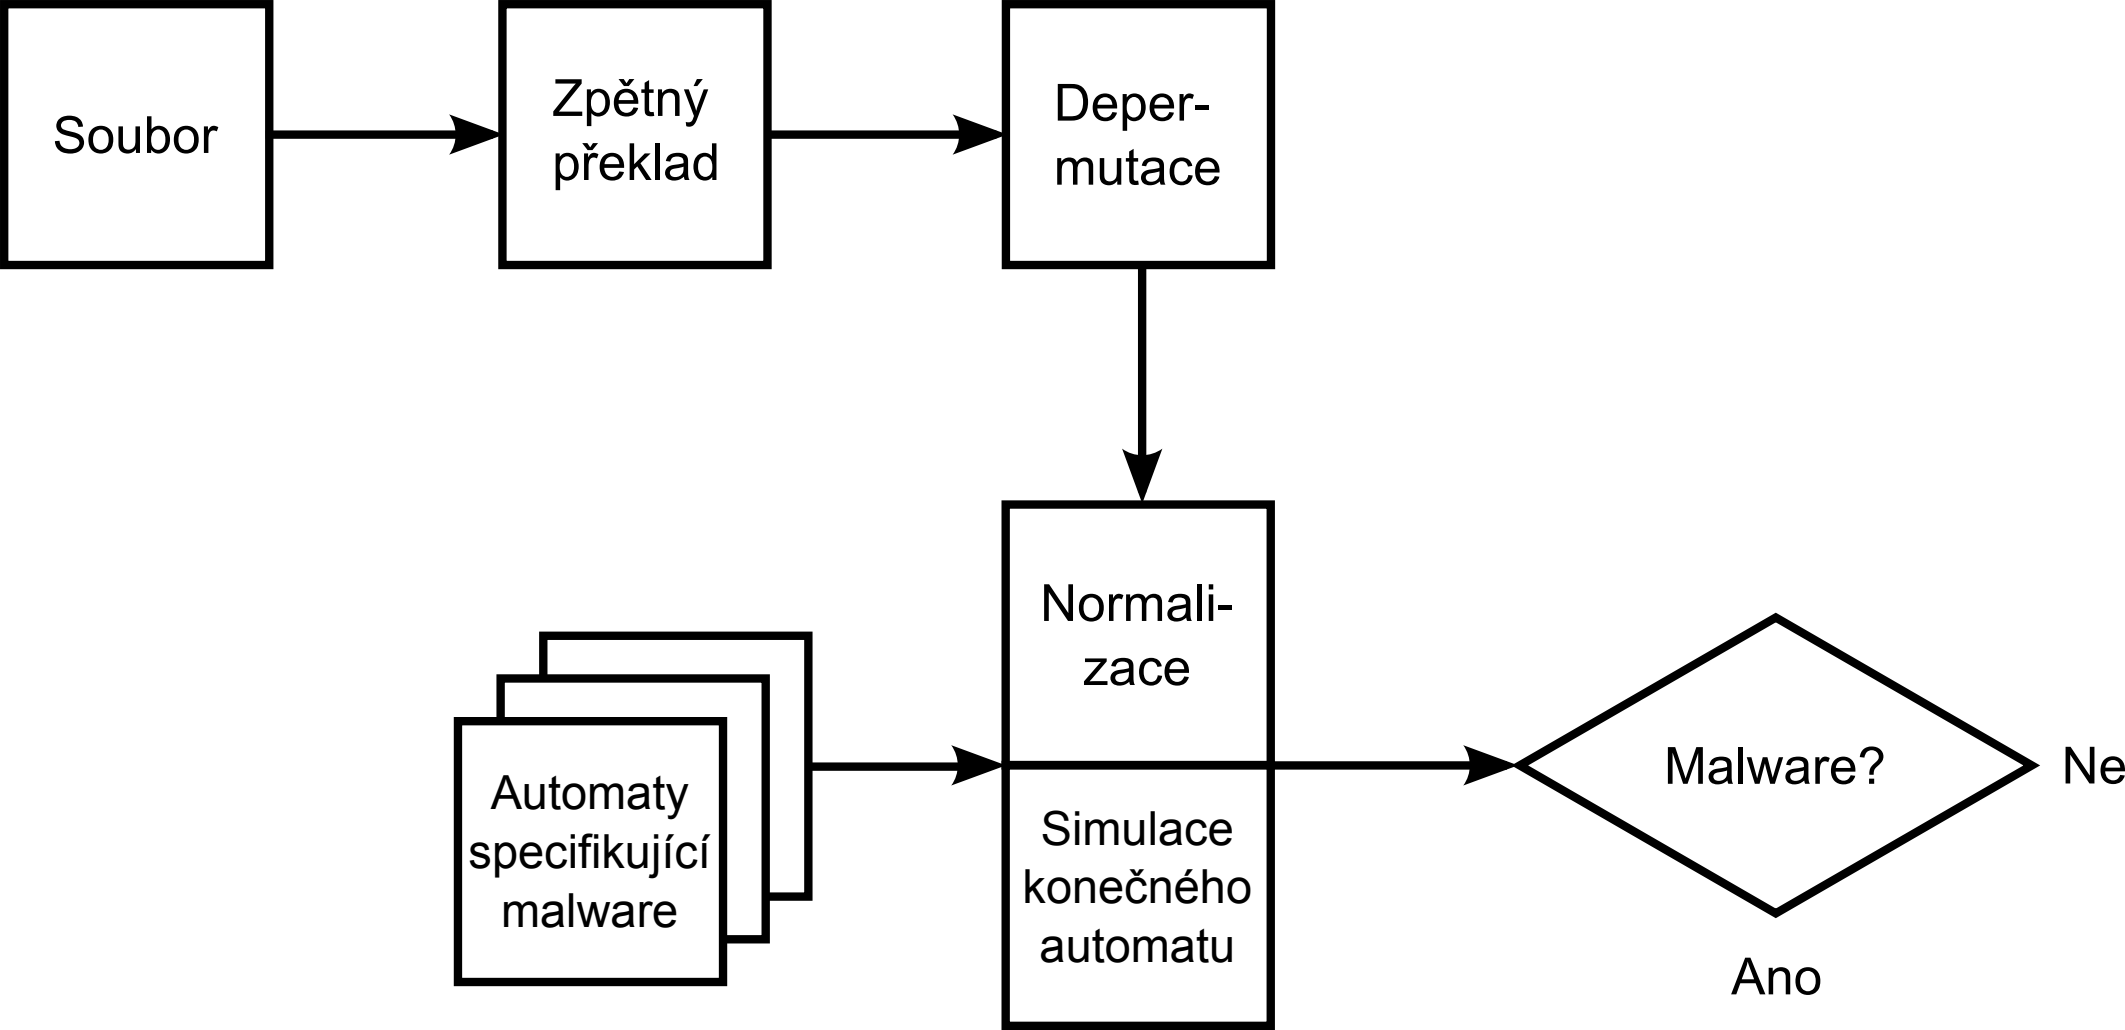 Soubor
Zpětný
překlad
Deper-
mutace
Normali-
zace
Automaty
specifikující
malware
Simulace
konečného
automatu
Malware?
Ne
Ano